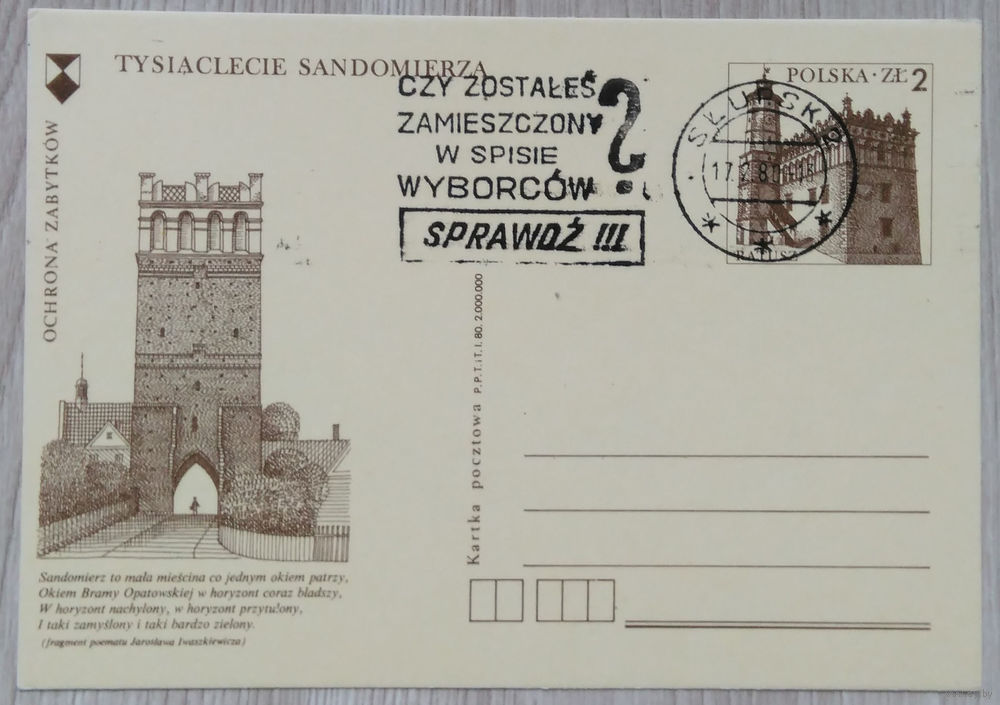 TYSIĄCLECIE SANDOMIERZA
OCHRONA ZABYTKÓW
CZY ZOSTAŁEŚ
ZAMIESZCZONY
W SPISIE
WYBORCÓW ?
SPRAWDŹ !!!
POLSKA · ZŁ 2
SŁUPSK 2
RATUSZ
Kartka pocztowa P.P.T.iT.I.80. 2.000.000
Sandomierz to mała mieścina co jednym okiem patrzy,
Okiem Bramy Opatowskiej w horyzont coraz bladszy,
W horyzont nachylony, w horyzont przytulony,
I taki zamyślony i taki bardzo zielony.
(fragment poematu Jarosława Iwaszkiewicza)